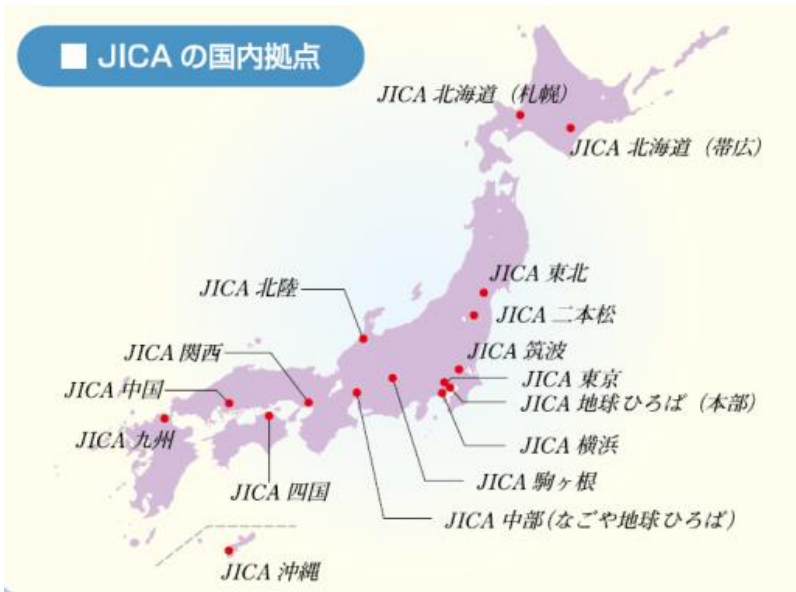 ■ JICA の国内拠点
JICA 北海道（札幌）
JICA 北海道（帯広）
JICA 東北
JICA 北陸
JICA 二本松
JICA 筑波
JICA 関西
JICA 東京
JICA 中国
JICA 地球ひろば（本部）
JICA 九州
JICA 横浜
JICA 駒ヶ根
JICA 四国
JICA 中部(なごや地球ひろば)
JICA 沖縄